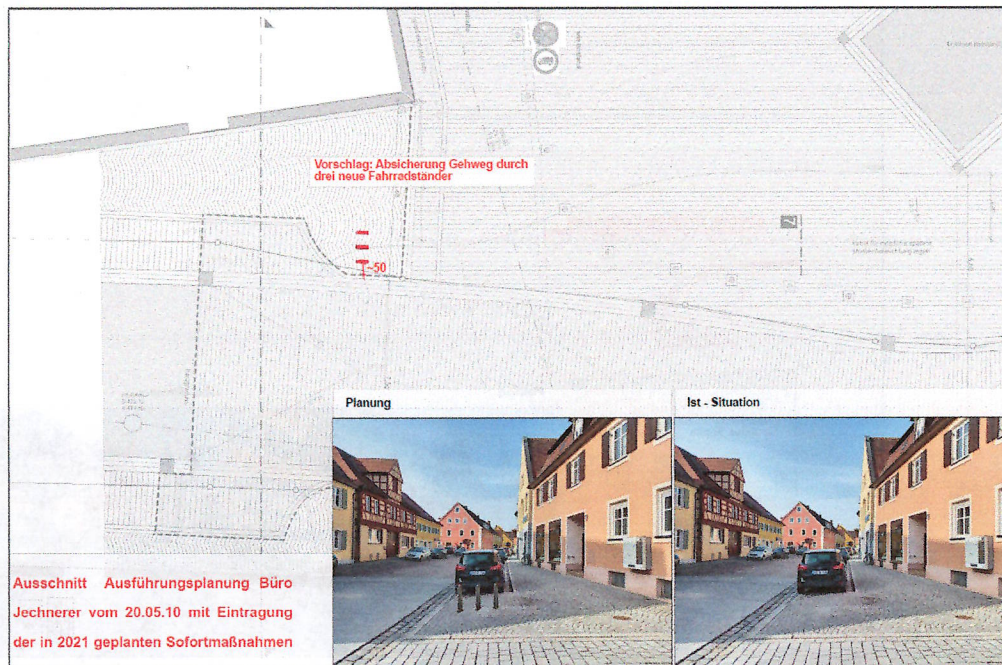 Vorschlag: Absicherung Gehweg durch
drei neue Fahrradständer
~50
7
Planung
Ist - Situation
Ausschnitt Ausführungsplanung Büro
Jechnerer vom 20.05.10 mit Eintragung
der in 2021 geplanten Sofortmaßnahmen